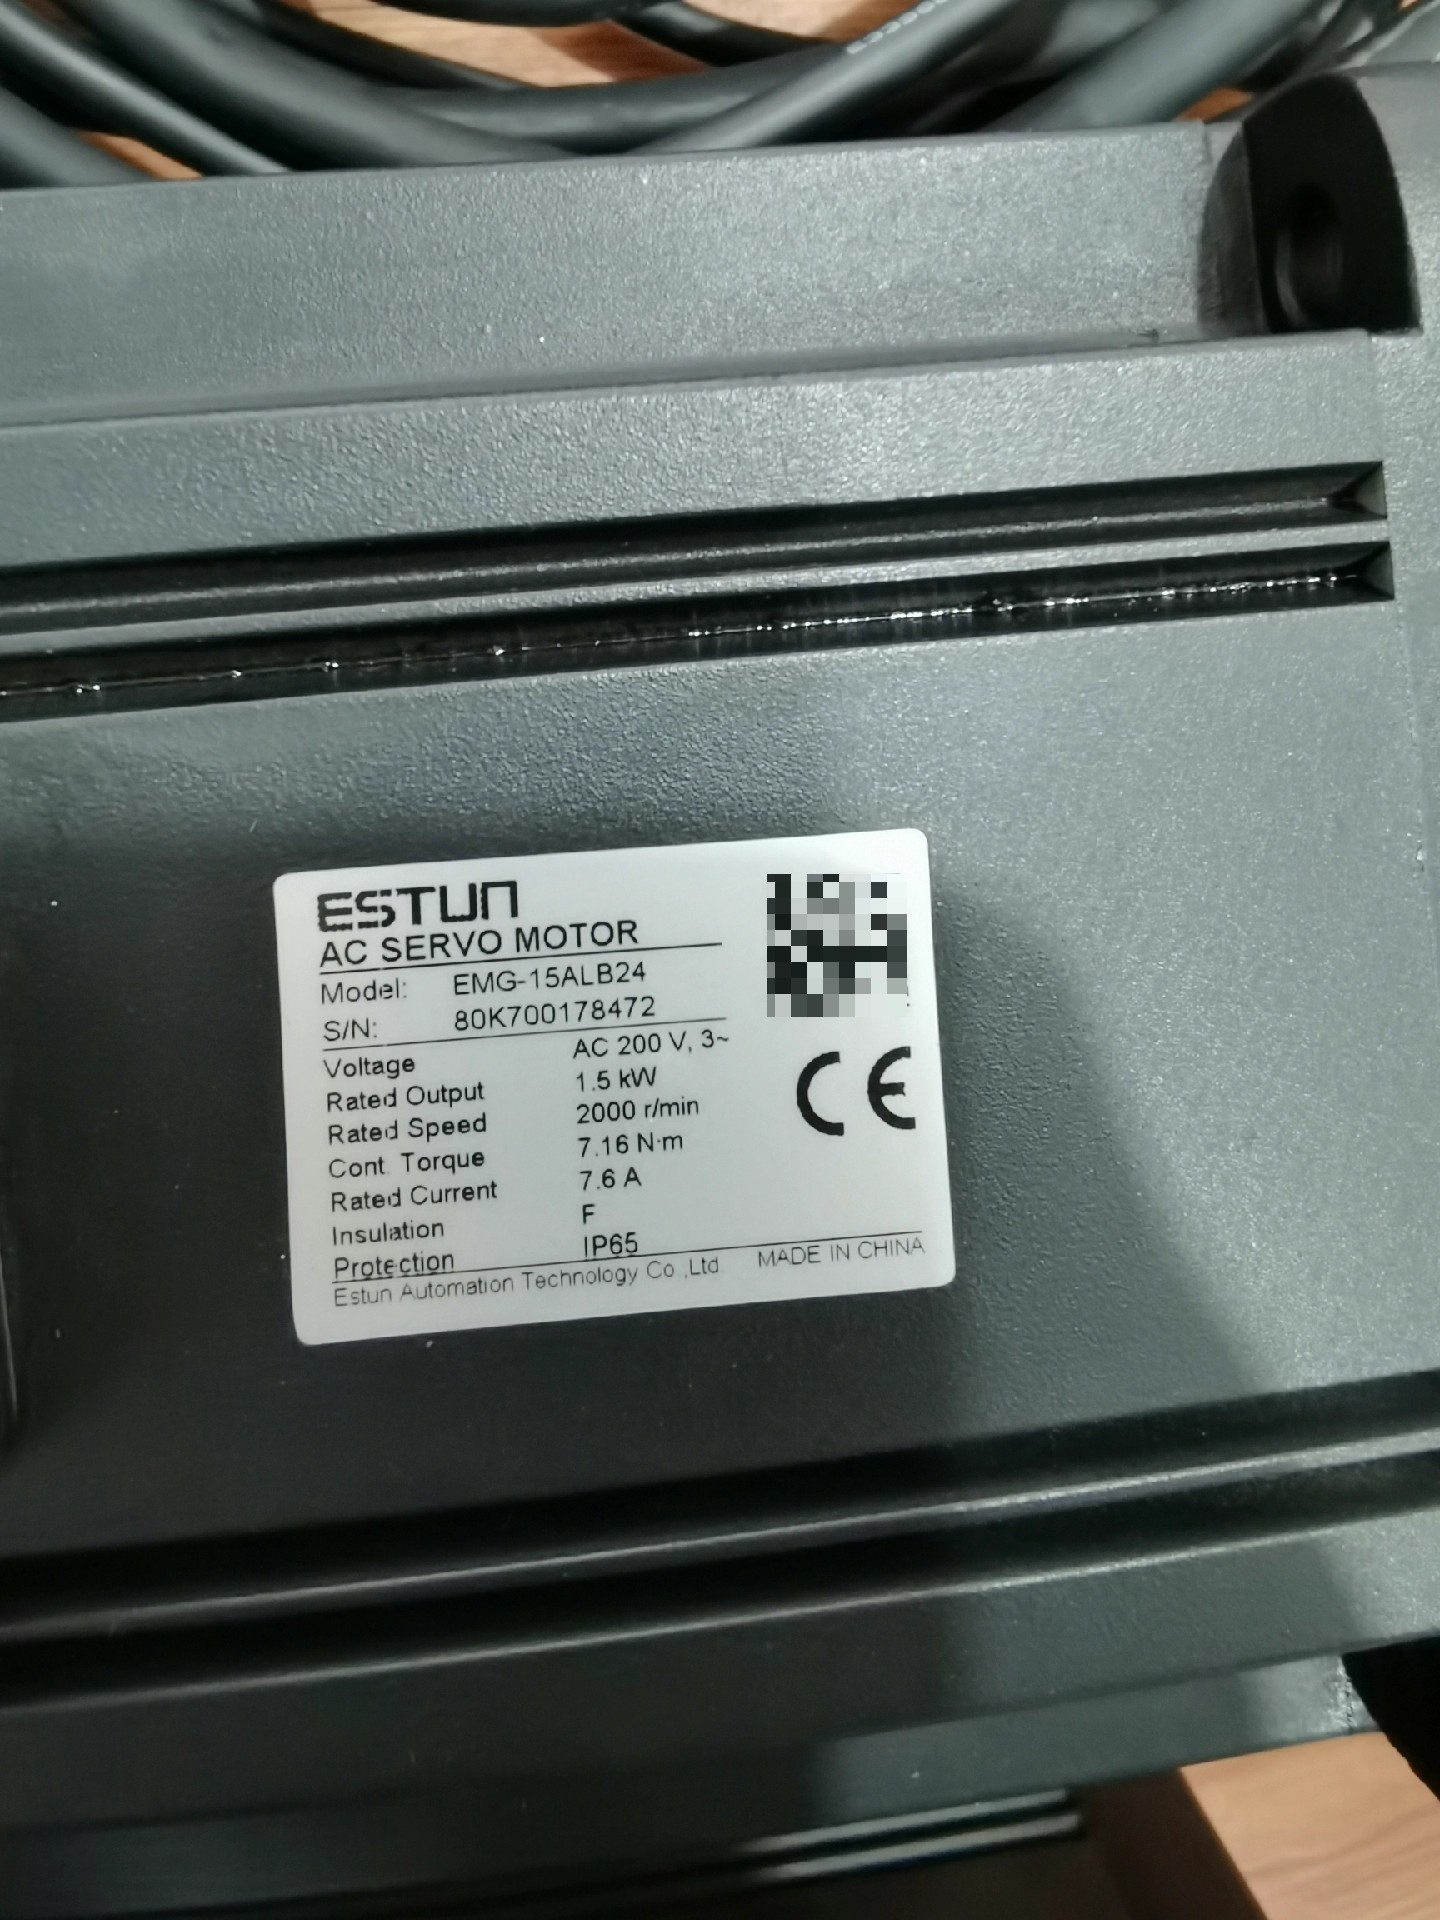 ESTUN
AC SERVO MOTOR
Model: EMG-15ALB24
S/N: 80K700178472
Voltage AC 200 V, 3~
Rated Output 1.5 kW
Rated Speed 2000 r/min
Cont. Torque 7.16 N·m
Rated Current 7.6 A
Insulation F
Protection IP65
Estun Automation Technology Co.,Ltd MADE IN CHINA
CE